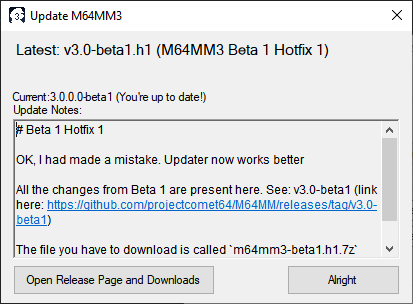 3
Update M64MM3
Latest: v3.0-beta1.h1 (M64MM3 Beta 1 Hotfix 1)
Current:3.0.0.0-beta1 (You're up to date!)
Update Notes:
# Beta 1 Hotfix 1
OK, I had made a mistake. Updater now works better
All the changes from Beta 1 are present here. See: v3.0-beta1 (link
here: https://github.com/projectcomet64/M64MM/releases/tag/v3.0-
beta1)
The file you have to download is called `m64mm3-beta1.h1.7z`
Open Release Page and Downloads
Alright